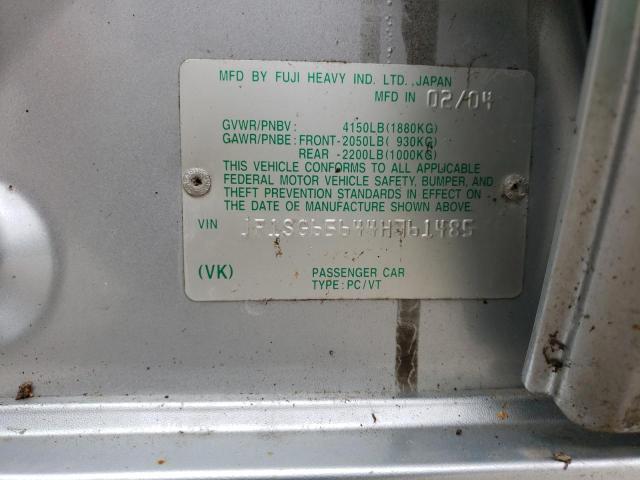 MFD BY FUJI HEAVY IND. LTD. JAPAN
MFD IN 02/04
GVWR/PNBV: 4150LB(1880KG)
GAWR/PNBE: FRONT-2050LB( 930KG)
REAR -2200LB(1000KG)
THIS VEHICLE CONFORMS TO ALL APPLICABLE
FEDERAL MOTOR VEHICLE SAFETY, BUMPER, AND
THEFT PREVENTION STANDARDS IN EFFECT ON
THE DATE OF MANUFACTURE SHOWN ABOVE.
VIN JF1SG65644H761485
(VK) PASSENGER CAR
TYPE: PC/VT